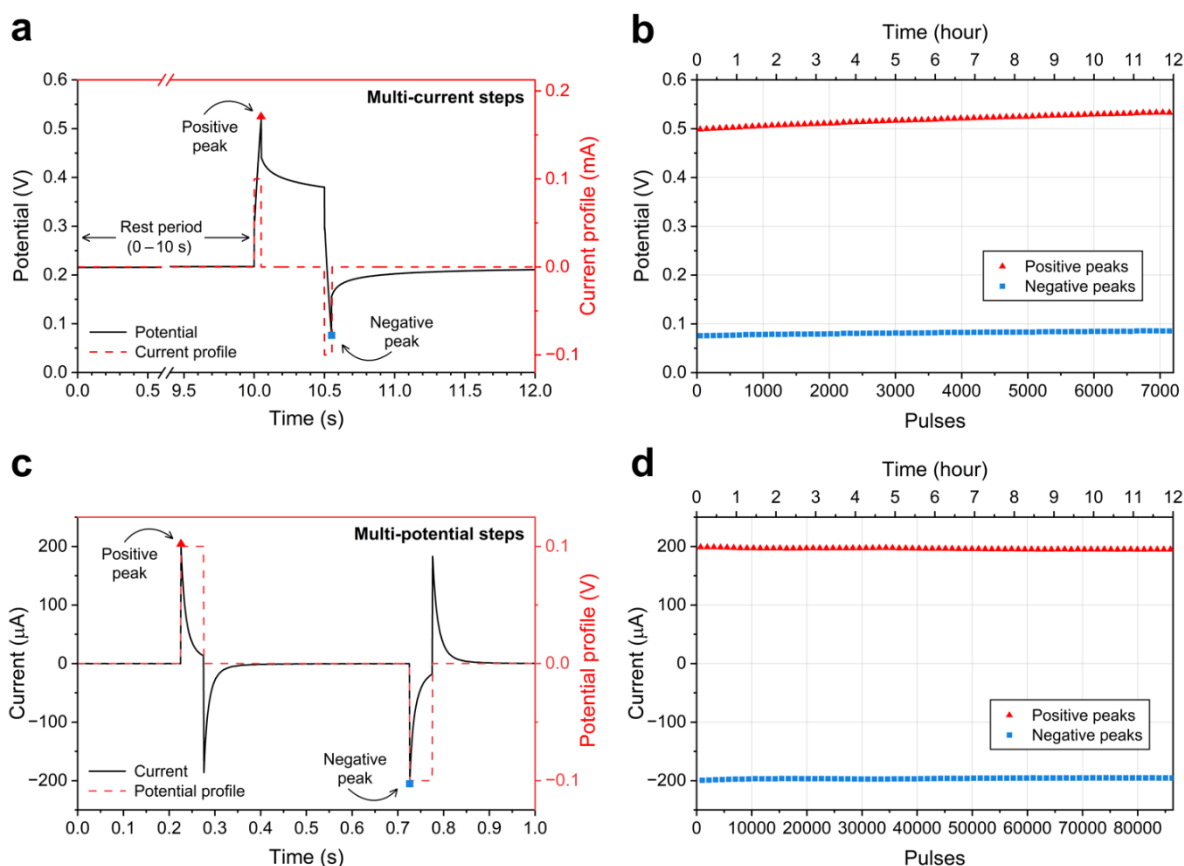 a
Multi-current steps
Positive
peak
Rest period
(0 – 10 s)
Negative
peak
Potential
Current profile
0.6
0.5
0.4
0.3
0.2
0.1
0.0
Potential (V)
0.2
0.1
0.0
−0.1
Current profile (mA)
0.0 0.5 9.5 10.0 10.5 11.0 11.5 12.0
Time (s)
b
Time (hour)
0 1 2 3 4 5 6 7 8 9 10 11 12
0.6
0.5
0.4
0.3
0.2
0.1
0.0
Potential (V)
Positive peaks
Negative peaks
0 1000 2000 3000 4000 5000 6000 7000
Pulses
c
Multi-potential steps
Positive
peak
Negative
peak
Current
Potential profile
200
100
0
−100
−200
Current (μA)
0.1
0.0
−0.1
Potential profile (V)
0.0 0.1 0.2 0.3 0.4 0.5 0.6 0.7 0.8 0.9 1.0
Time (s)
d
Time (hour)
0 1 2 3 4 5 6 7 8 9 10 11 12
200
100
0
−100
−200
Current (μA)
Positive peaks
Negative peaks
0 10000 20000 30000 40000 50000 60000 70000 80000
Pulses